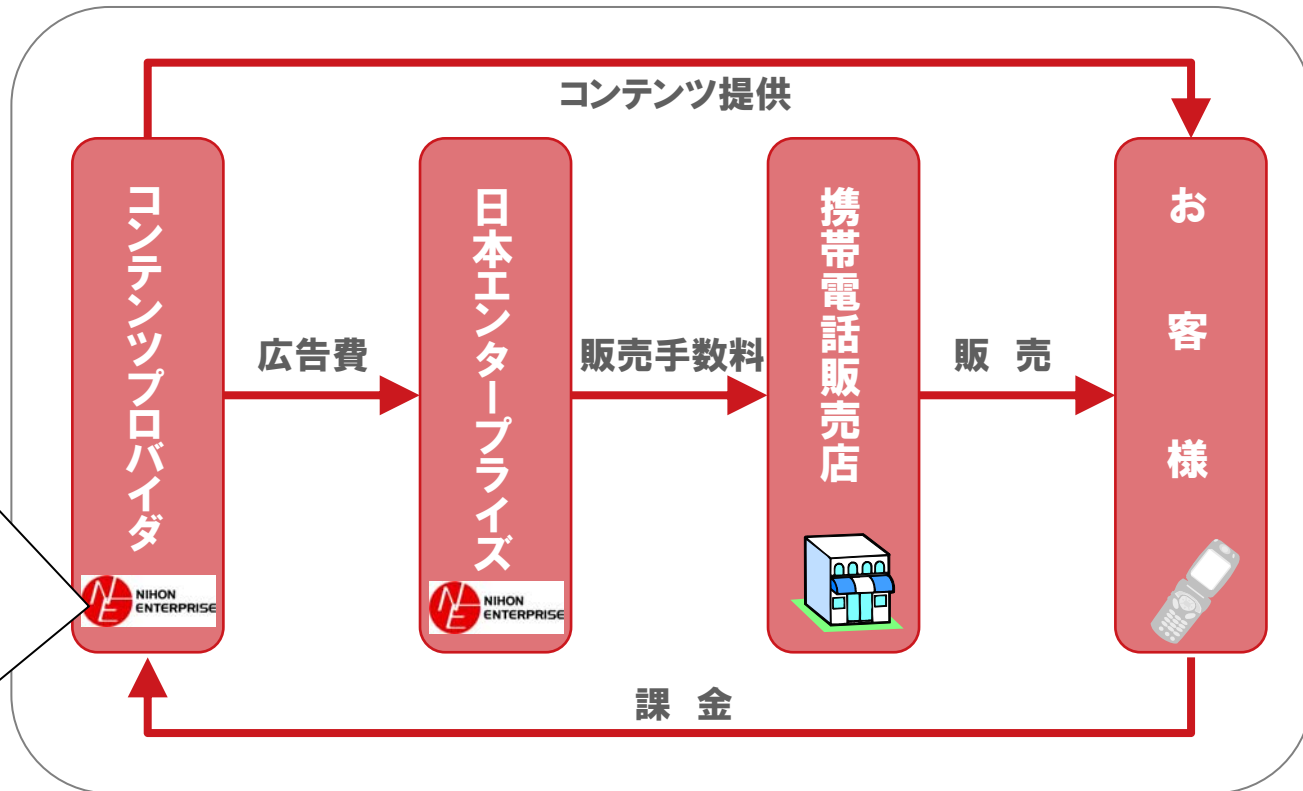 コンテンツ提供
コンテンツプロバイダ
日本エンタープライズ
携帯電話販売店
お客様
広告費
販売手数料
販 売
NE NIHON
ENTERPRISE
NE NIHON
ENTERPRISE
課 金